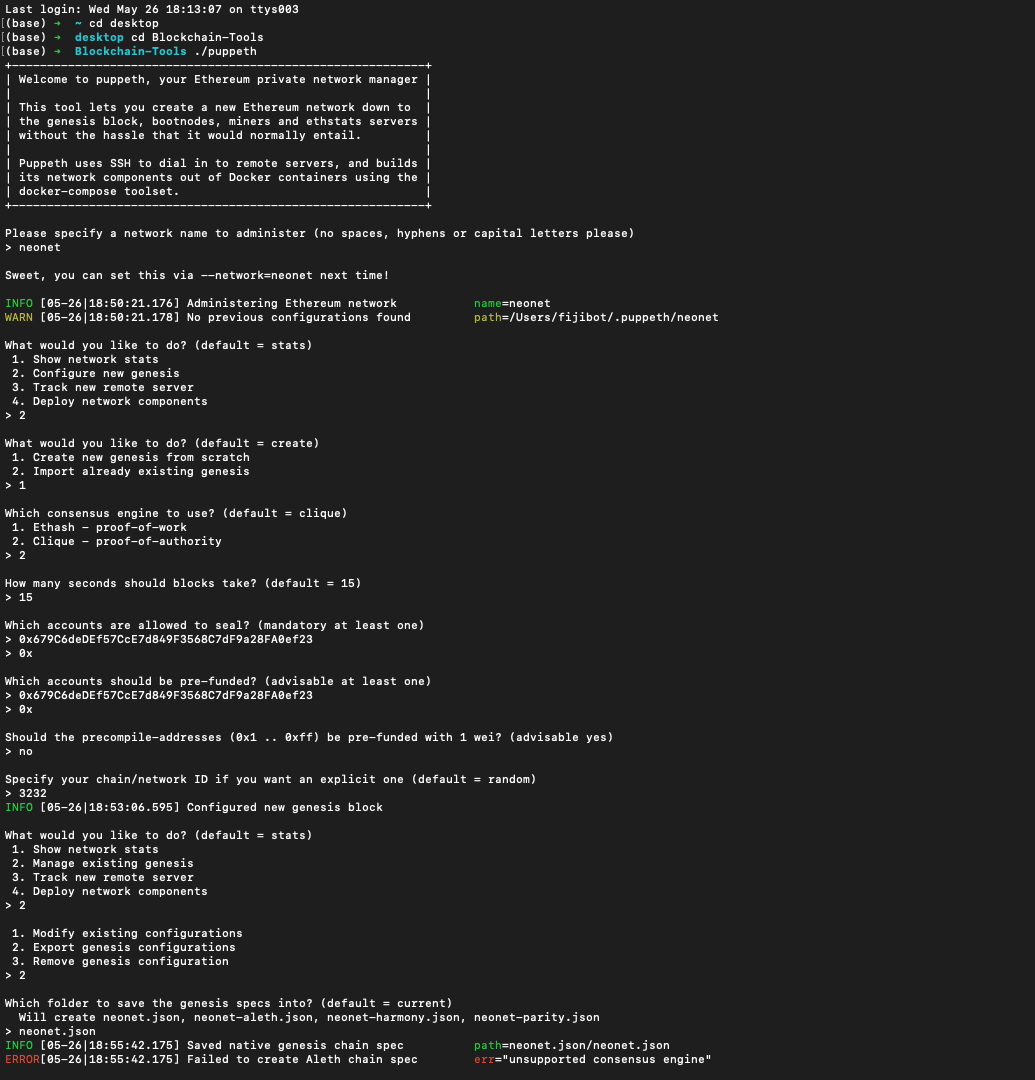 Last login: Wed May 26 18:13:07 on ttys003
[(base) ➜  ~ cd desktop
[(base) ➜  desktop cd Blockchain-Tools
[(base) ➜  Blockchain-Tools ./puppeth
+-----------------------------------------------------------+
| Welcome to puppeth, your Ethereum private network manager |
|                                                           |
| This tool lets you create a new Ethereum network down to  |
| the genesis block, bootnodes, miners and ethstats servers |
| without the hassle that it would normally entail.         |
|                                                           |
| Puppeth uses SSH to dial in to remote servers, and builds |
| its network components out of Docker containers using the |
| docker-compose toolset.                                   |
+-----------------------------------------------------------+

Please specify a network name to administer (no spaces, hyphens or capital letters please)
> neonet

Sweet, you can set this via --network=neonet next time!

INFO [05-26|18:50:21.176] Administering Ethereum network           name=neonet
WARN [05-26|18:50:21.178] No previous configurations found         path=/Users/fijibot/.puppeth/neonet

What would you like to do? (default = stats)
 1. Show network stats
 2. Configure new genesis
 3. Track new remote server
 4. Deploy network components
> 2

What would you like to do? (default = create)
 1. Create new genesis from scratch
 2. Import already existing genesis
> 1

Which consensus engine to use? (default = clique)
 1. Ethash - proof-of-work
 2. Clique - proof-of-authority
> 2

How many seconds should blocks take? (default = 15)
> 15

Which accounts are allowed to seal? (mandatory at least one)
> 0x679C6deDEf57CcE7d849F3568C7dF9a28FA0ef23
> 0x

Which accounts should be pre-funded? (advisable at least one)
> 0x679C6deDEf57CcE7d849F3568C7dF9a28FA0ef23
> 0x

Should the precompile-addresses (0x1 .. 0xff) be pre-funded with 1 wei? (advisable yes)
> no

Specify your chain/network ID if you want an explicit one (default = random)
> 3232
INFO [05-26|18:53:06.595] Configured new genesis block

What would you like to do? (default = stats)
 1. Show network stats
 2. Manage existing genesis
 3. Track new remote server
 4. Deploy network components
> 2

 1. Modify existing configurations
 2. Export genesis configurations
 3. Remove genesis configuration
> 2

Which folder to save the genesis specs into? (default = current)
  Will create neonet.json, neonet-aleth.json, neonet-harmony.json, neonet-parity.json
> neonet.json
INFO [05-26|18:55:42.175] Saved native genesis chain spec          path=neonet.json/neonet.json
ERROR[05-26|18:55:42.175] Failed to create Aleth chain spec        err="unsupported consensus engine"